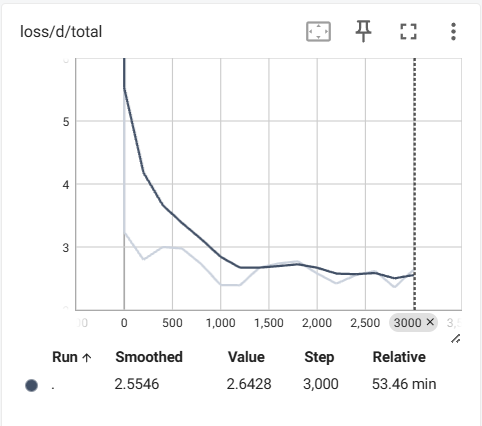 loss/d/total
5
4
3
0 500 1,000 1,500 2,000 2,500 3000 ×
Run ↑ Smoothed Value Step Relative
. 2.5546 2.6428 3,000 53.46 min